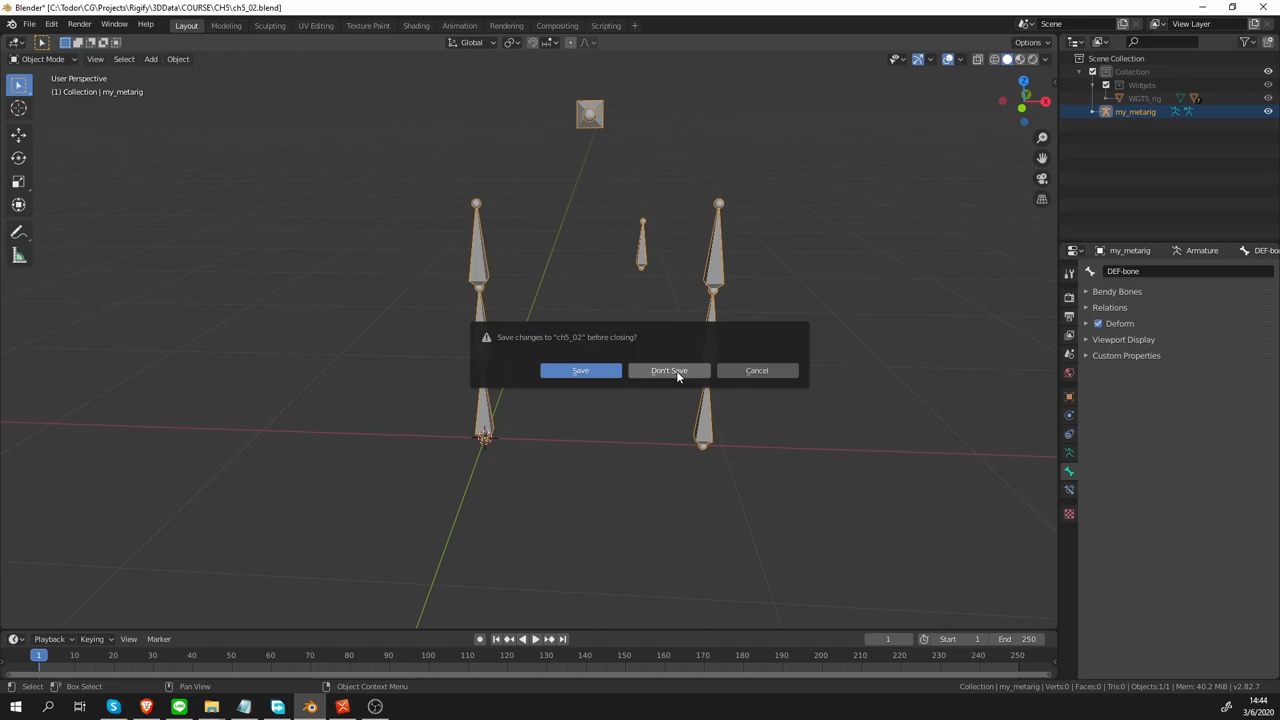 Blender* [C:\Todor\CG\Projects\Rigify\3DData\COURSE\CH5\ch5_02.blend]
File Edit Render Window Help Layout Modeling Sculpting UV Editing Texture Paint Shading Animation Rendering Compositing Scripting + Scene View Layer
Global Options
Object Mode View Select Add Object
User Perspective
(1) Collection | my_metarig
Z
Y
X
Scene Collection
Collection
Widgets
WGTS_rig
my_metarig
my_metarig Armature DEF-bone
DEF-bone
Bendy Bones
Relations
Deform
Viewport Display
Custom Properties
Save changes to "ch5_02" before closing?
Save Don't Save Cancel
Playback Keying View Marker 1 Start 1 End 250
1 10 20 30 40 50 60 70 80 90 100 110 120 130 140 150 160 170 180 190 200 210 220 230 240 250
Select Box Select Pan View Object Context Menu Collection | my_metarig | Verts:0 | Faces:0 | Tris:0 | Objects:1/1 | Mem: 40.2 MiB | v2.82.7
14:44
3/6/2020